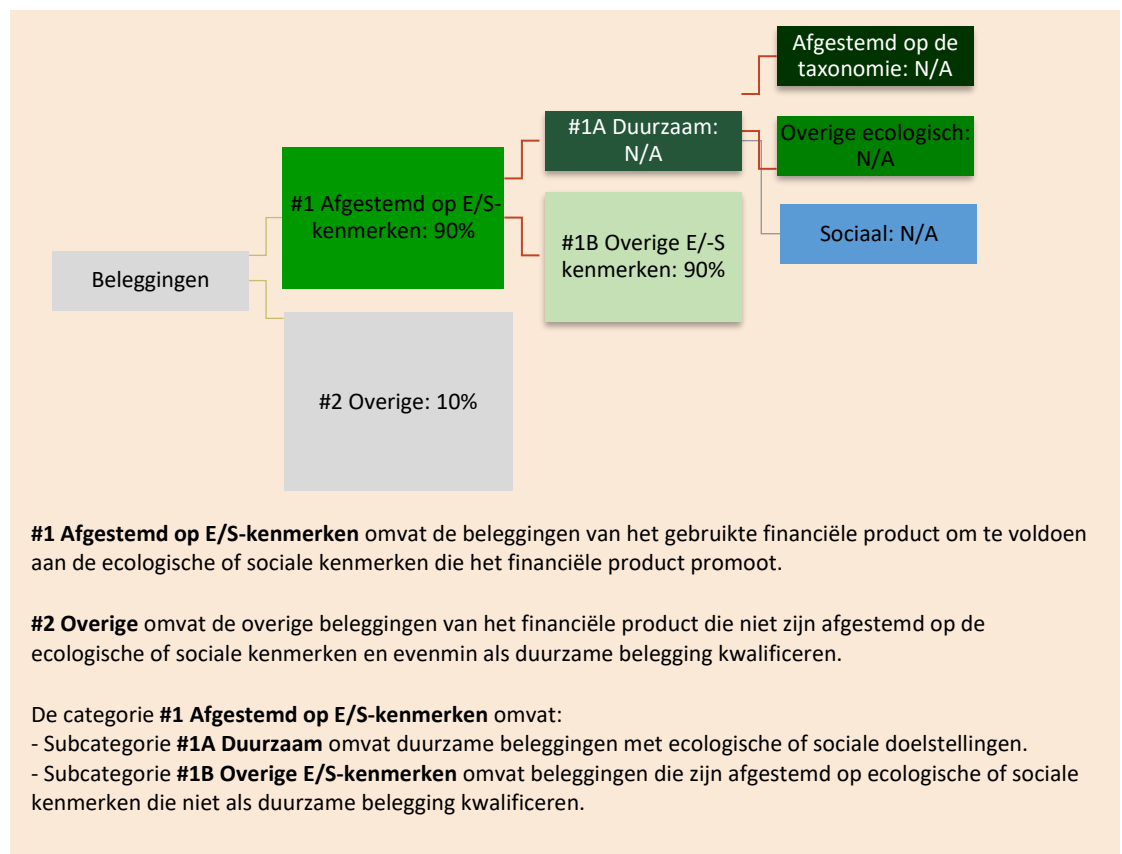 Afgestemd op de
taxonomie: N/A
#1A Duurzaam:
N/A
Overige ecologisch:
N/A
#1 Afgestemd op E/S-
kenmerken: 90%
#1B Overige E/-S
kenmerken: 90%
Sociaal: N/A
Beleggingen
#2 Overige: 10%
#1 Afgestemd op E/S-kenmerken omvat de beleggingen van het gebruikte financiële product om te voldoen
aan de ecologische of sociale kenmerken die het financiële product promoot.
#2 Overige omvat de overige beleggingen van het financiële product die niet zijn afgestemd op de
ecologische of sociale kenmerken en evenmin als duurzame belegging kwalificeren.
De categorie #1 Afgestemd op E/S-kenmerken omvat:
- Subcategorie #1A Duurzaam omvat duurzame beleggingen met ecologische of sociale doelstellingen.
- Subcategorie #1B Overige E/S-kenmerken omvat beleggingen die zijn afgestemd op ecologische of sociale
kenmerken die niet als duurzame belegging kwalificeren.